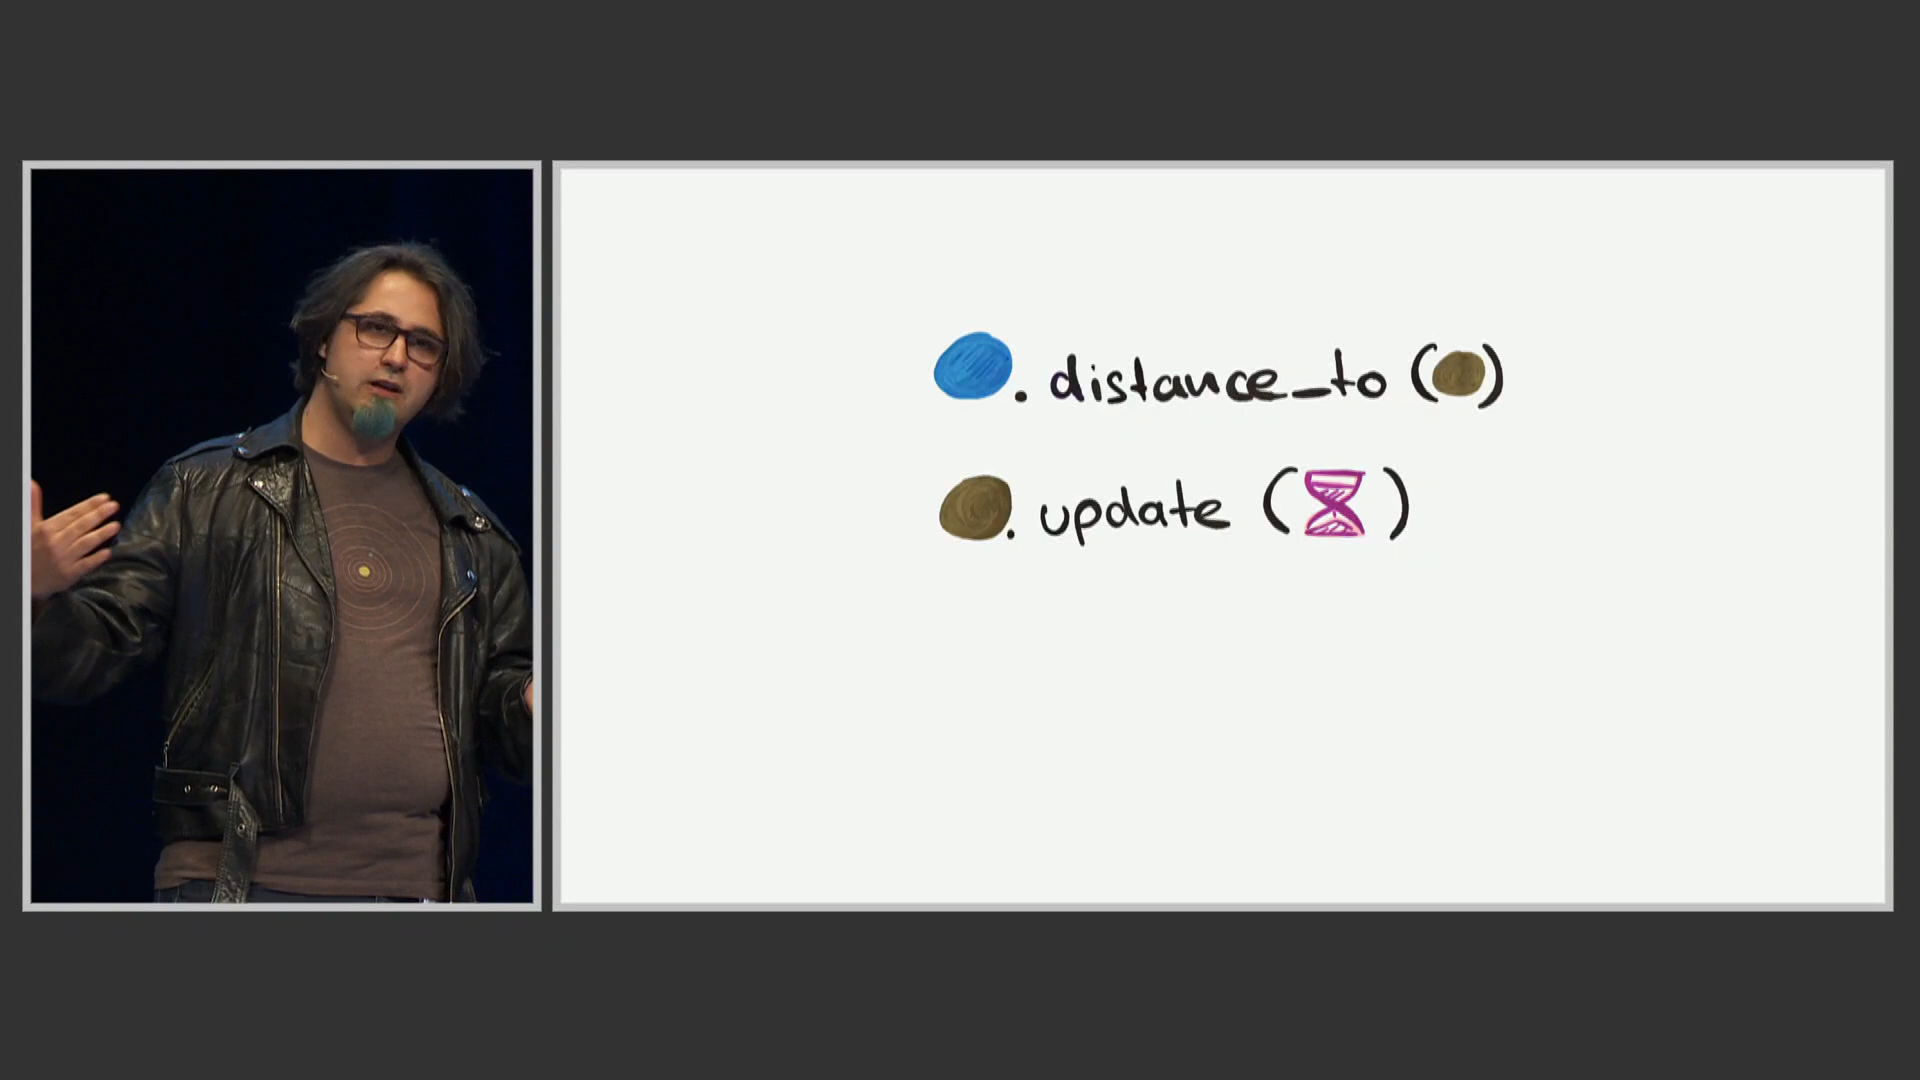 . distance_to ( )
. update ( )